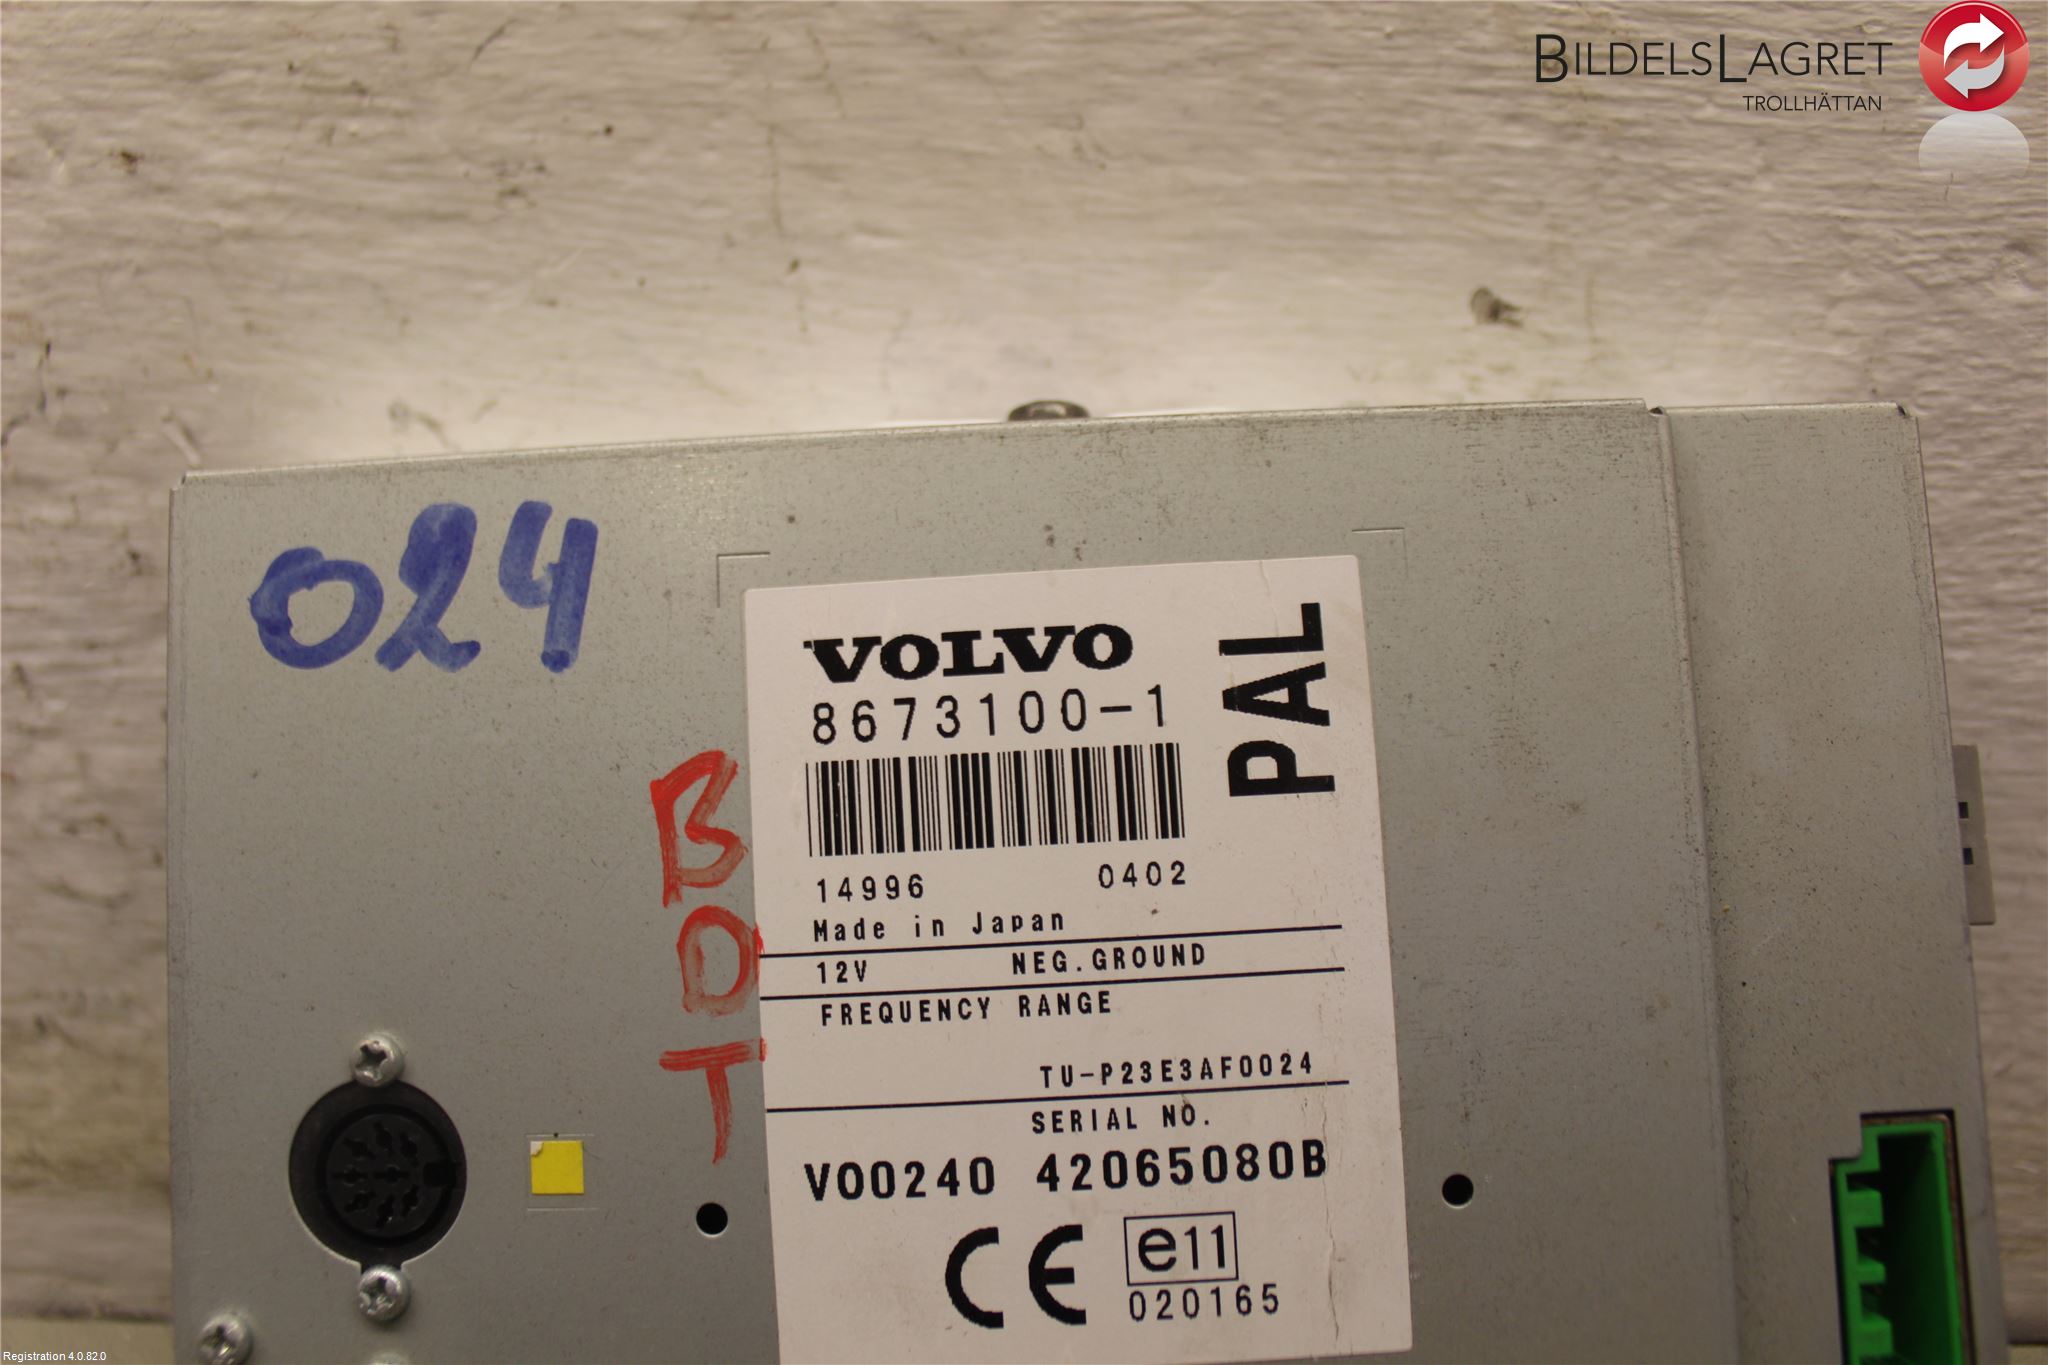 BILDELSLAGRET
TROLLHÄTTAN
024
VOLVO
8673100-1
PAL
14996 0402
Made in Japan
12V NEG. GROUND
FREQUENCY RANGE
TU-P23E3AF0024
SERIAL NO.
V00240 42065080B
CE e11
020165
BDT
Registration 4.0.82.0